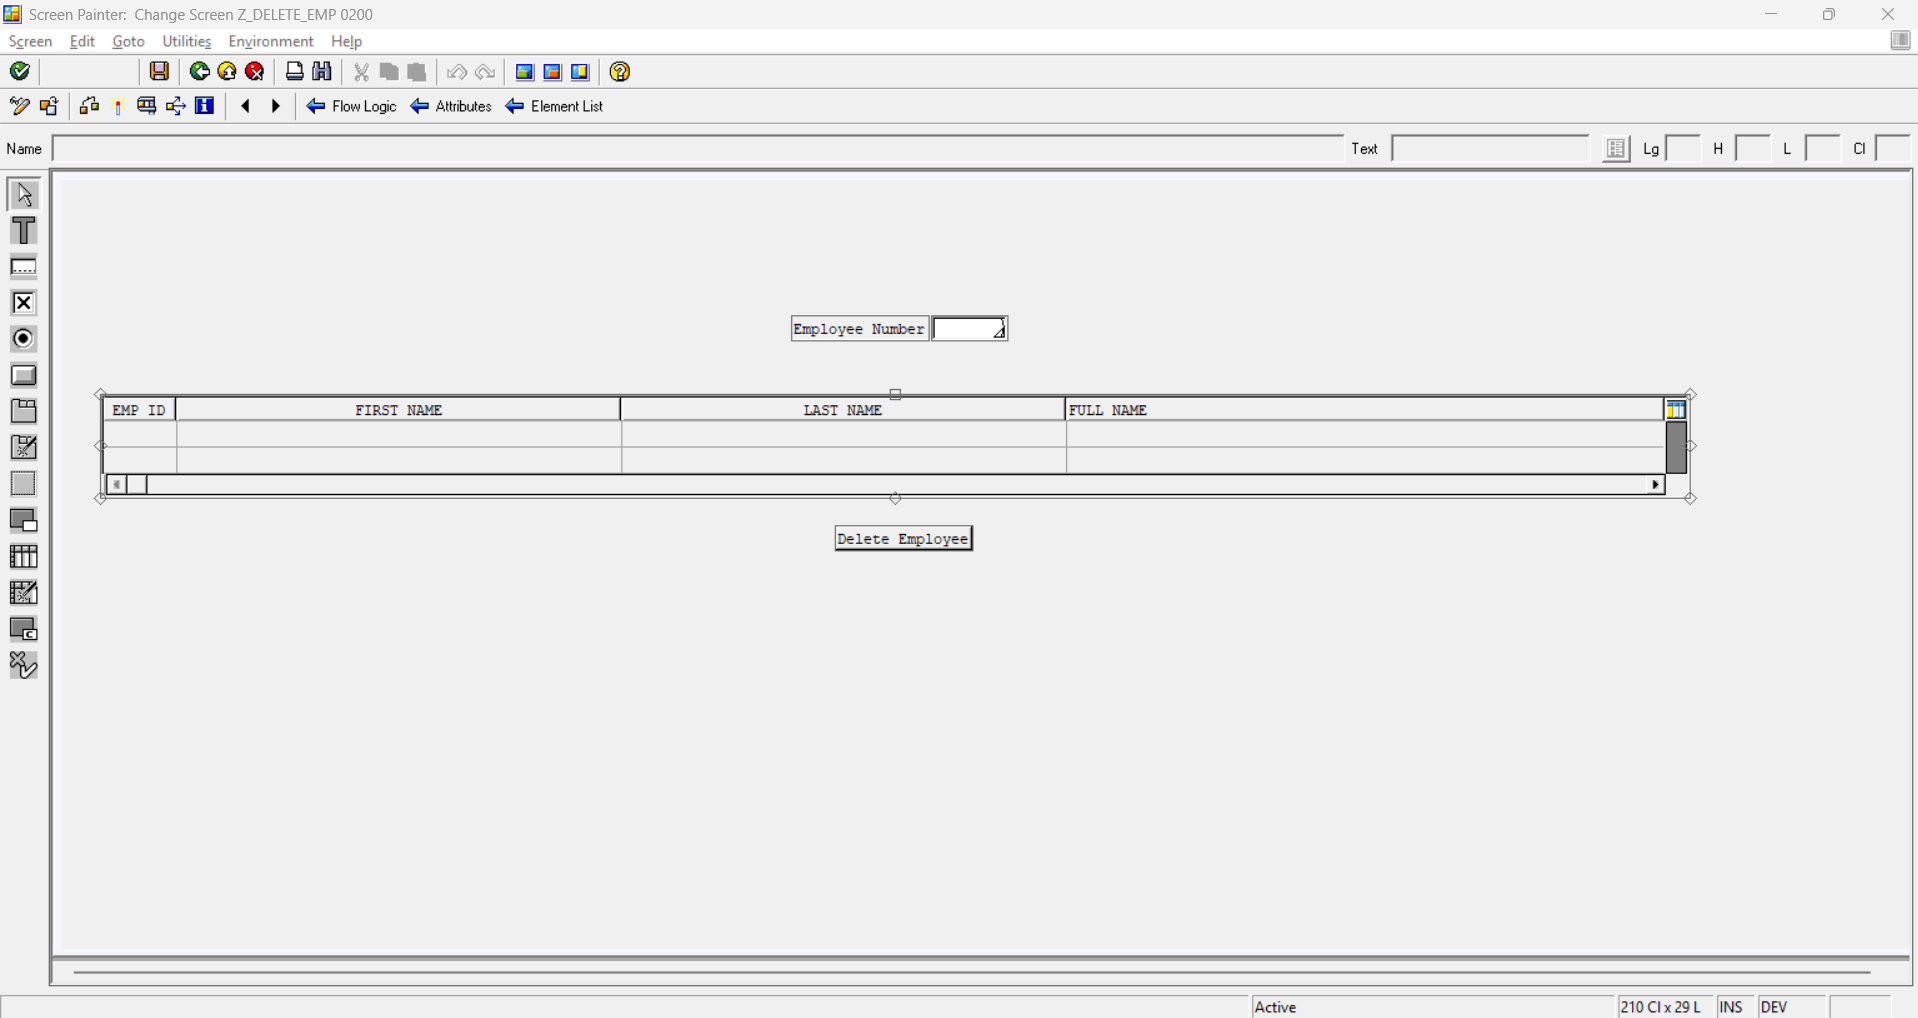 Screen Painter: Change Screen Z_DELETE_EMP 0200
Screen Edit Goto Utilities Environment Help
Flow Logic Attributes Element List
Name Text Lg H L Cl
Employee Number
EMP ID FIRST NAME LAST NAME FULL NAME
Delete Employee
Active 210 Cl x 29 L INS DEV